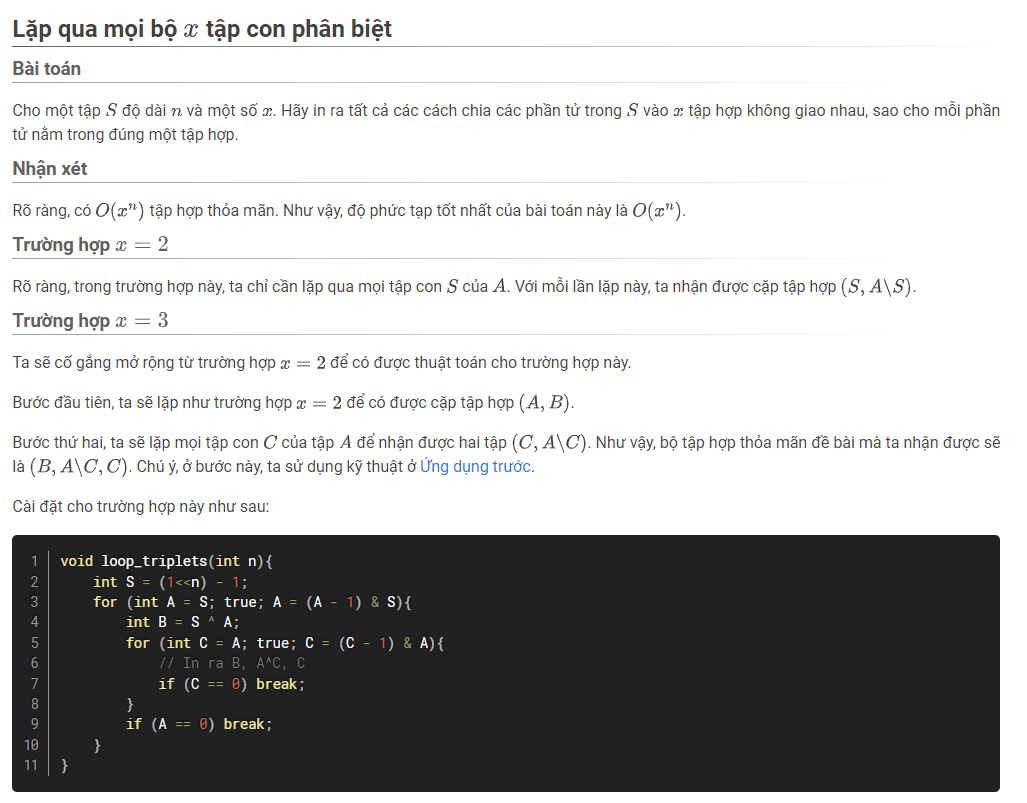 Lặp qua mọi bộ x tập con phân biệt
Bài toán
Cho một tập S độ dài n và một số x. Hãy in ra tất cả các cách chia các phần tử trong S vào x tập hợp không giao nhau, sao cho mỗi phần
tử nằm trong đúng một tập hợp.
Nhận xét
Rõ ràng, có O(xⁿ) tập hợp thỏa mãn. Như vậy, độ phức tạp tốt nhất của bài toán này là O(xⁿ).
Trường hợp x = 2
Rõ ràng, trong trường hợp này, ta chỉ cần lặp qua mọi tập con S của A. Với mỗi lần lặp này, ta nhận được cặp tập hợp (S, A\S).
Trường hợp x = 3
Ta sẽ cố gắng mở rộng từ trường hợp x = 2 để có được thuật toán cho trường hợp này.
Bước đầu tiên, ta sẽ lặp như trường hợp x = 2 để có được cặp tập hợp (A, B).
Bước thứ hai, ta sẽ lặp mọi tập con C của tập A để nhận được hai tập (C, A\C). Như vậy, bộ tập hợp thỏa mãn đề bài mà ta nhận được sẽ
là (B, A\C, C). Chú ý, ở bước này, ta sử dụng kỹ thuật ở Ứng dụng trước.
Cài đặt cho trường hợp này như sau:
1 void loop_triplets(int n){
2     int S = (1<<n) - 1;
3     for (int A = S; true; A = (A - 1) & S){
4         int B = S ^ A;
5         for (int C = A; true; C = (C - 1) & A){
6             // In ra B, A^C, C
7             if (C == 0) break;
8         }
9         if (A == 0) break;
10     }
11 }